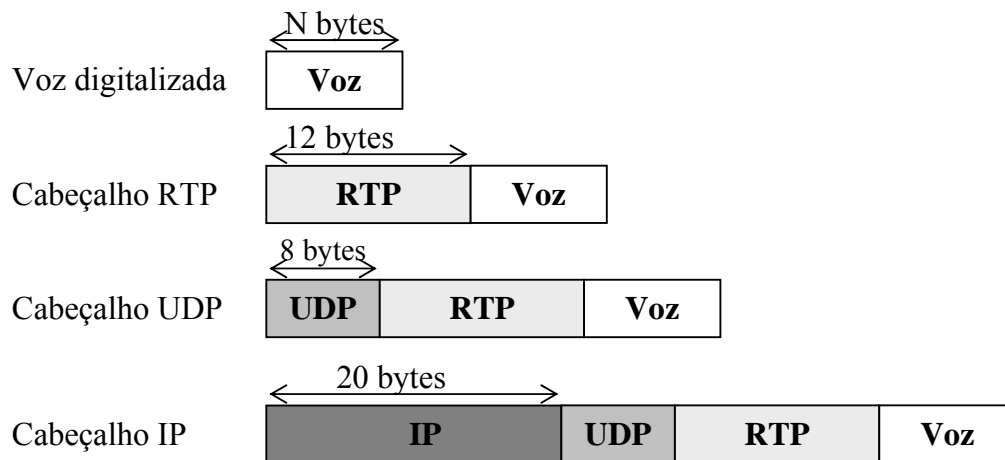 N bytes
Voz digitalizada Voz
12 bytes
Cabeçalho RTP RTP Voz
8 bytes
Cabeçalho UDP UDP RTP Voz
20 bytes
Cabeçalho IP IP UDP RTP Voz